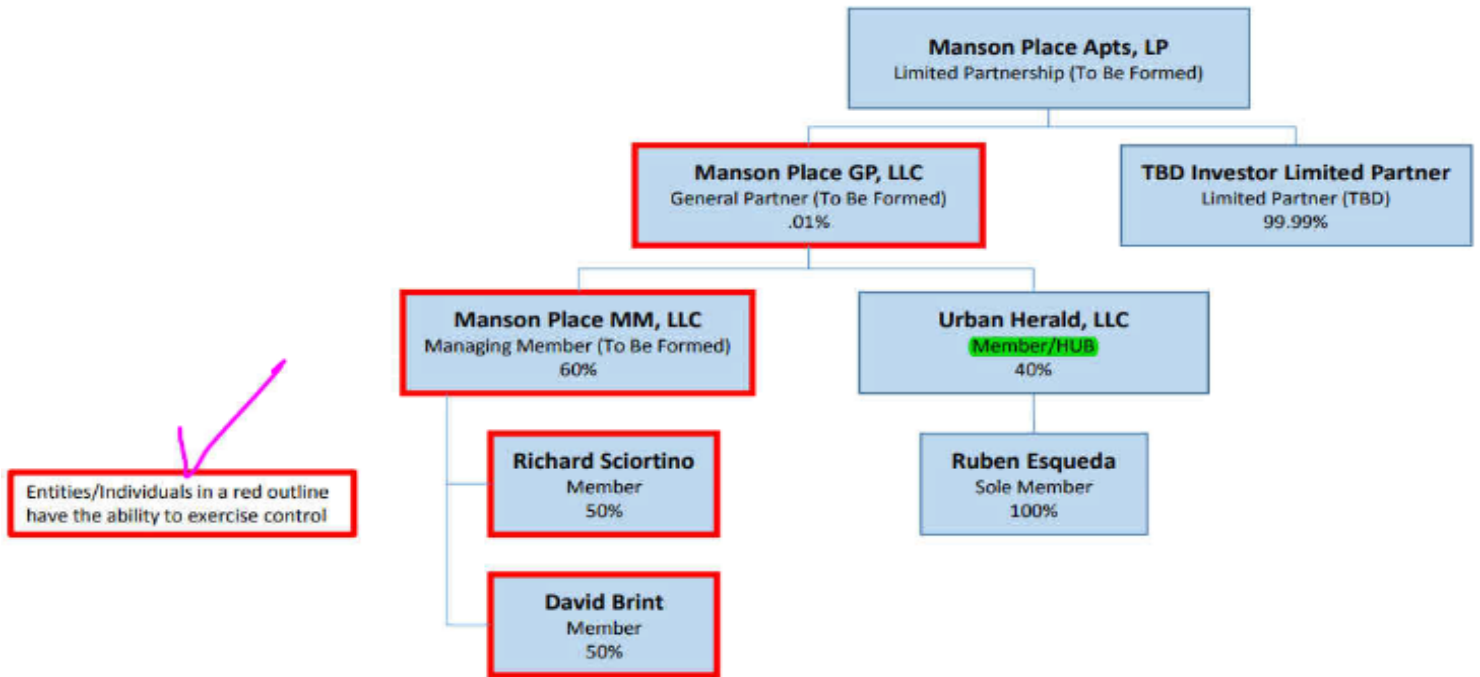 Manson Place Apts, LP
Limited Partnership (To Be Formed)
Manson Place GP, LLC
General Partner (To Be Formed)
.01%
TBD Investor Limited Partner
Limited Partner (TBD)
99.99%
Manson Place MM, LLC
Managing Member (To Be Formed)
60%
Urban Herald, LLC
Member/HUB
40%
Richard Sciortino
Member
50%
Ruben Esqueda
Sole Member
100%
Entities/Individuals in a red outline
have the ability to exercise control
David Brint
Member
50%